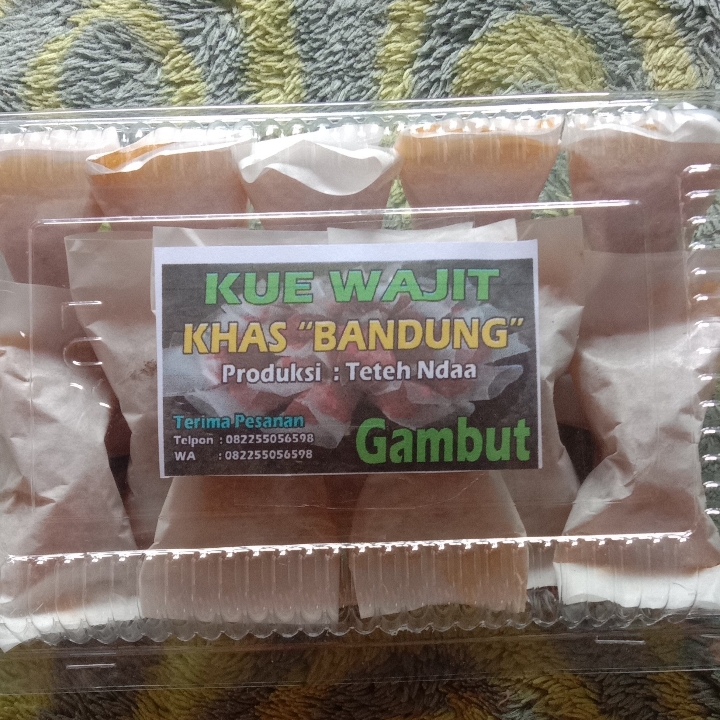 KUE WAJIT
KHAS "BANDUNG"
Produksi : Teteh Ndaa
Terima Pesanan
Telpon : 082255056598
WA : 082255056598
Gambut